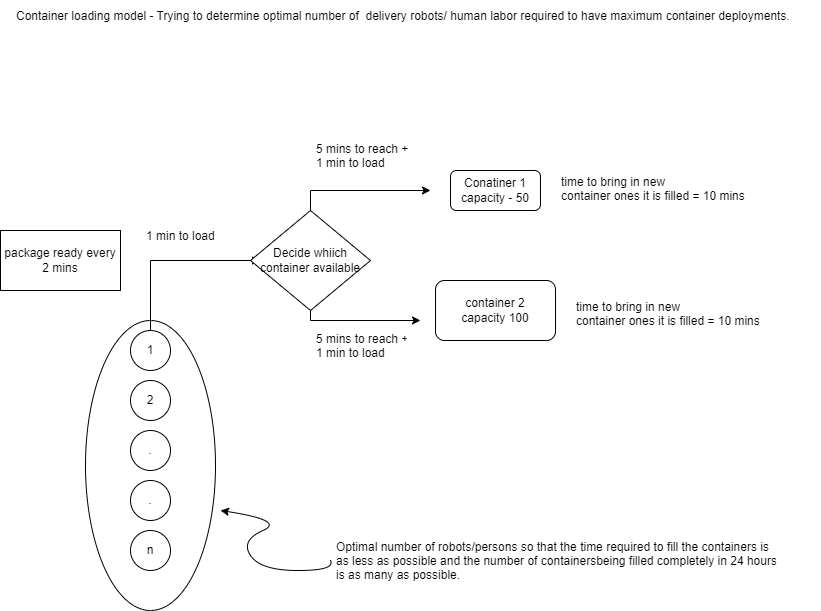 Container loading model - Trying to determine optimal number of  delivery robots/ human labor required to have maximum container deployments.
5 mins to reach +
1 min to load
Conatiner 1
capacity - 50
time to bring in new
container ones it is filled = 10 mins
1 min to load
package ready every
2 mins
Decide whiich
container available
container 2
capacity 100
time to bring in new
container ones it is filled = 10 mins
5 mins to reach +
1 min to load
1
2
.
.
n
Optimal number of robots/persons so that the time required to fill the containers is
as less as possible and the number of containersbeing filled completely in 24 hours
is as many as possible.